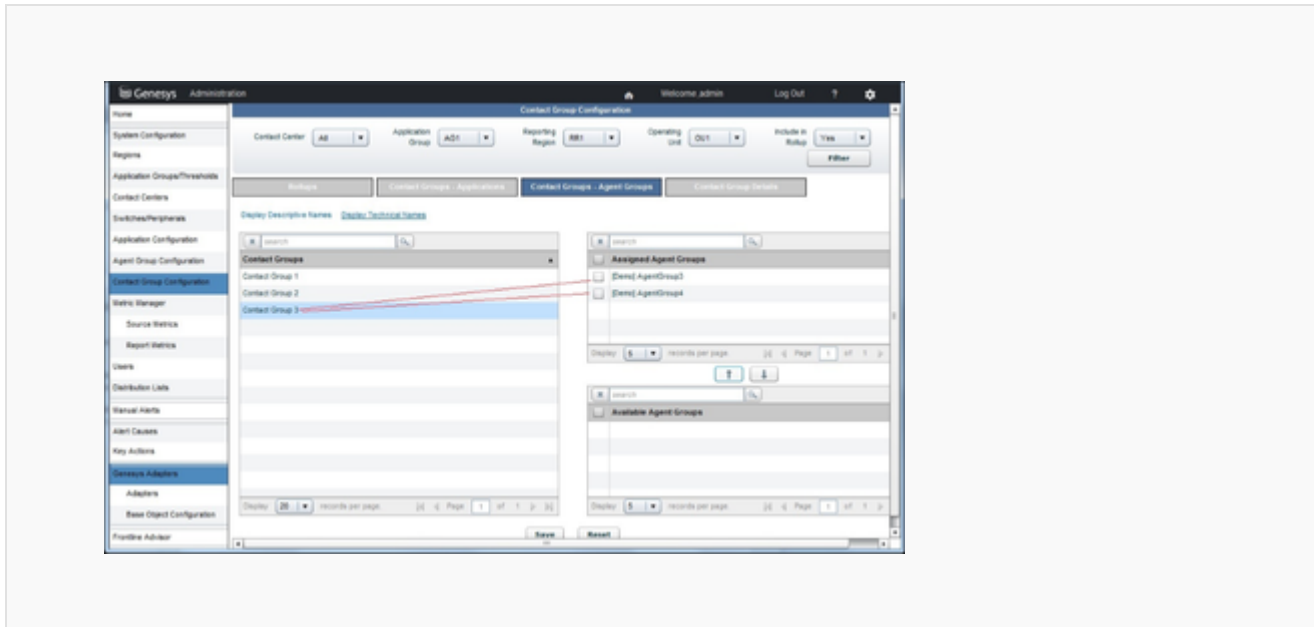 Genesys Administration Welcome ,admin Log Out ?
Home
Contact Group Configuration
System Configuration
Contact Center All Application Group AG1 Reporting Region RR1 Operating Unit OU1 Include in Rollup Yes
Regions
Filter
Application Groups/Thresholds
Rollups Contact Groups - Applications Contact Groups - Agent Groups Contact Group Details
Contact Centers
Switches/Peripherals
Display Descriptive Names Display Technical Names
Application Configuration
search search
Agent Group Configuration
Contact Groups Assigned Agent Groups
Contact Group Configuration
Contact Group 1 [Demo] AgentGroup3
Contact Group 2 [Demo] AgentGroup4
Metric Manager
Contact Group 3
Source Metrics
Report Metrics
Display 5 records per page. Page 1 of 1
Users
Distribution Lists
search
Manual Alerts
Available Agent Groups
Alert Causes
Key Actions
Genesys Adapters
Adapters
Display 20 records per page. Page 1 of 1 Display 5 records per page. Page 1 of 1
Base Object Configuration
Save Reset
Frontline Advisor